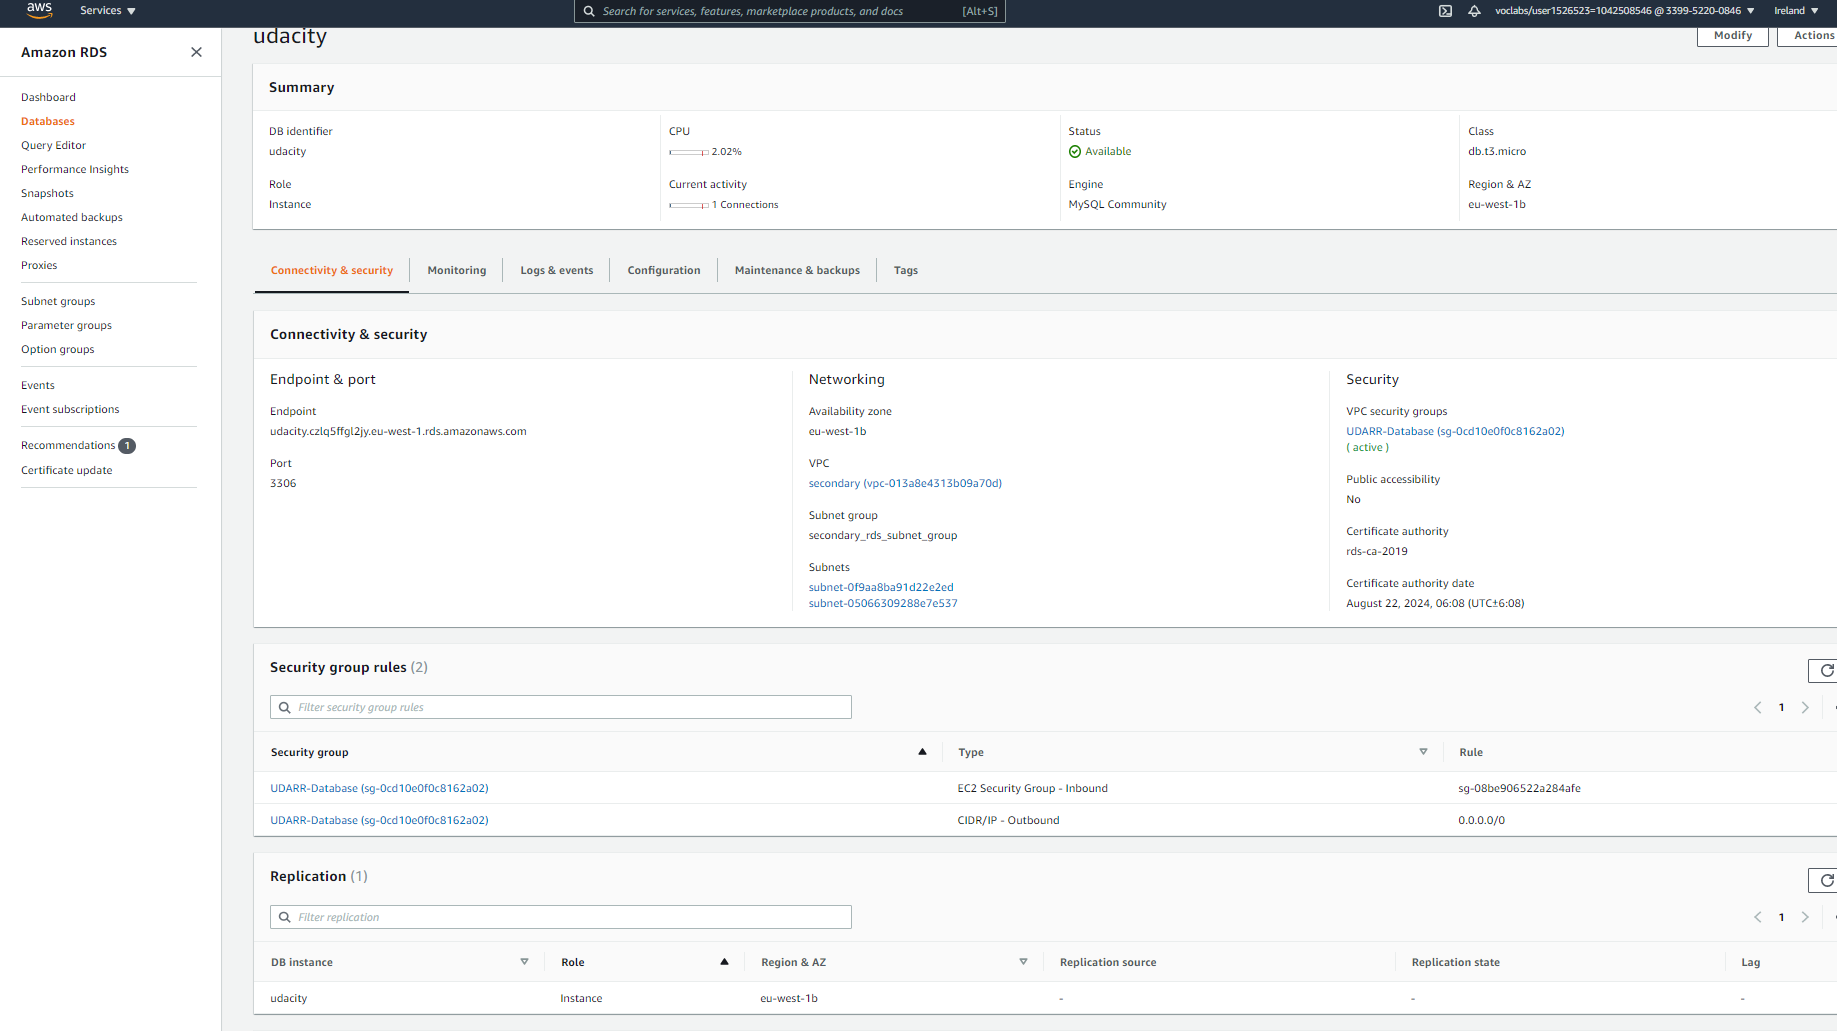 aws
Services
Search for services, features, marketplace products, and docs
[Alt+S]
voclabs/user1526523=1042508546 @ 3399-5220-0846
Ireland
Amazon RDS
Dashboard
Databases
Query Editor
Performance Insights
Snapshots
Automated backups
Reserved instances
Proxies
Subnet groups
Parameter groups
Option groups
Events
Event subscriptions
Recommendations 1
Certificate update
udacity
Modify
Actions
Summary
DB identifier
udacity
CPU
2.02%
Status
Available
Class
db.t3.micro
Role
Instance
Current activity
1 Connections
Engine
MySQL Community
Region & AZ
eu-west-1b
Connectivity & security
Monitoring
Logs & events
Configuration
Maintenance & backups
Tags
Connectivity & security
Endpoint & port
Endpoint
udacity.czlq5ffgl2jy.eu-west-1.rds.amazonaws.com
Port
3306
Networking
Availability zone
eu-west-1b
VPC
secondary (vpc-013a8e4313b09a70d)
Subnet group
secondary_rds_subnet_group
Subnets
subnet-0f9aa8ba91d22e2ed
subnet-05066309288e7e537
Security
VPC security groups
UDARR-Database (sg-0cd10e0f0c8162a02)
( active )
Public accessibility
No
Certificate authority
rds-ca-2019
Certificate authority date
August 22, 2024, 06:08 (UTC±6:08)
Security group rules (2)
Filter security group rules
1
Security group
Type
Rule
UDARR-Database (sg-0cd10e0f0c8162a02)
EC2 Security Group - Inbound
sg-08be906522a284afe
UDARR-Database (sg-0cd10e0f0c8162a02)
CIDR/IP - Outbound
0.0.0.0/0
Replication (1)
Filter replication
1
DB instance
Role
Region & AZ
Replication source
Replication state
Lag
udacity
Instance
eu-west-1b
-
-
-